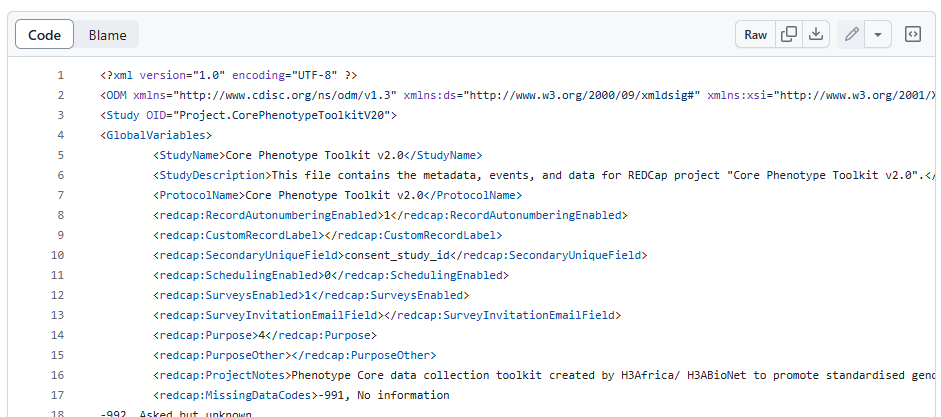 Code Blame Raw
1 <?xml version="1.0" encoding="UTF-8" ?>
2 <ODM xmlns="http://www.cdisc.org/ns/odm/v1.3" xmlns:ds="http://www.w3.org/2000/09/xmldsig#" xmlns:xsi="http://www.w3.org/2001/X
3 <Study OID="Project.CorePhenotypeToolkitV20">
4 <GlobalVariables>
5 <StudyName>Core Phenotype Toolkit v2.0</StudyName>
6 <StudyDescription>This file contains the metadata, events, and data for REDCap project "Core Phenotype Toolkit v2.0".</
7 <ProtocolName>Core Phenotype Toolkit v2.0</ProtocolName>
8 <redcap:RecordAutonumberingEnabled>1</redcap:RecordAutonumberingEnabled>
9 <redcap:CustomRecordLabel></redcap:CustomRecordLabel>
10 <redcap:SecondaryUniqueField>consent_study_id</redcap:SecondaryUniqueField>
11 <redcap:SchedulingEnabled>0</redcap:SchedulingEnabled>
12 <redcap:SurveysEnabled>1</redcap:SurveysEnabled>
13 <redcap:SurveyInvitationEmailField></redcap:SurveyInvitationEmailField>
14 <redcap:Purpose>4</redcap:Purpose>
15 <redcap:PurposeOther></redcap:PurposeOther>
16 <redcap:ProjectNotes>Phenotype Core data collection toolkit created by H3Africa/ H3ABioNet to promote standardised geno
17 <redcap:MissingDataCodes>-991, No information
18 -992, Asked but unknown